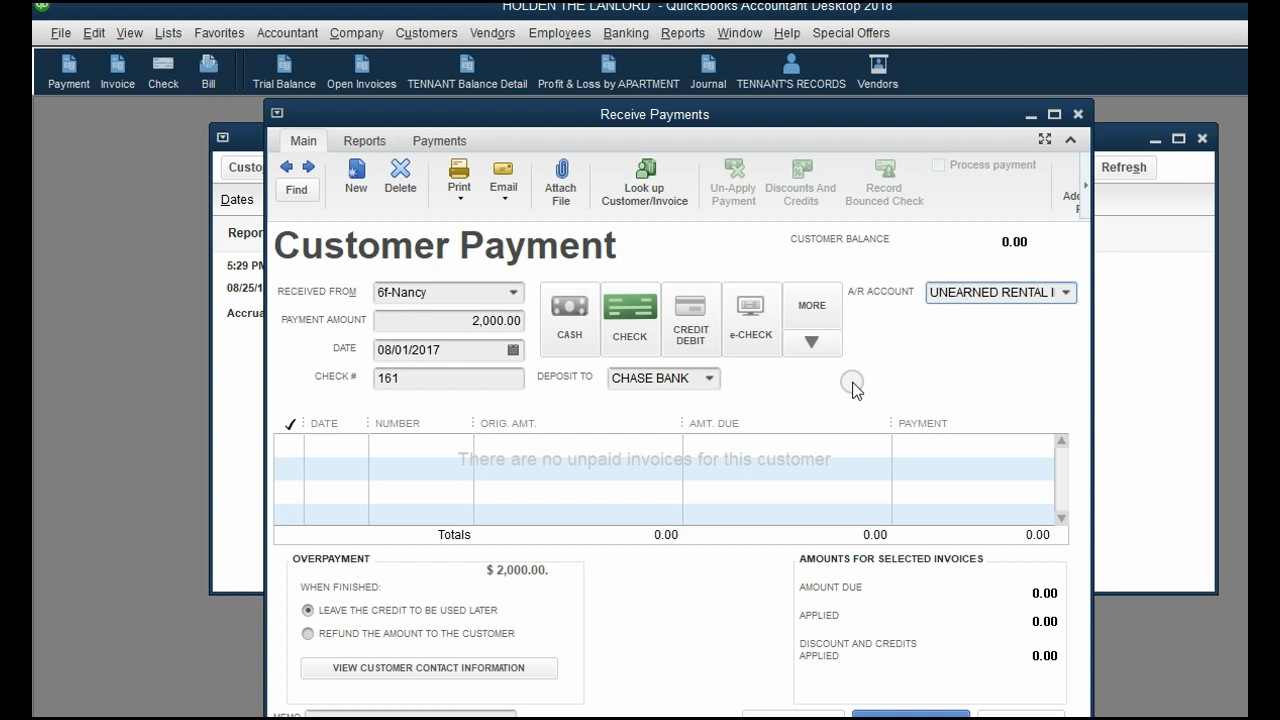 HOLDEN THE LANLORD - QuickBooks Accountant Desktop 2018
File Edit View Lists Favorites Accountant Company Customers Vendors Employees Banking Reports Window Help Special Offers
Payment Invoice Check Bill Trial Balance Open Invoices TENNANT Balance Detail Profit & Loss by APARTMENT Journal TENNANT'S RECORDS Vendors
Receive Payments
Main Reports Payments
Custo
Refresh
Find New Delete Print Email Attach File Look up Customer/Invoice Un-Apply Payment Discounts And Credits Record Bounced Check Process payment
Dates
Customer Payment
CUSTOMER BALANCE 0.00
Repor
5:29 PM
08/25/1
Accrua
RECEIVED FROM 6f-Nancy
A/R ACCOUNT UNEARNED RENTAL I
PAYMENT AMOUNT 2,000.00
CASH CHECK CREDIT DEBIT e-CHECK MORE
DATE 08/01/2017
CHECK # 161
DEPOSIT TO CHASE BANK
DATE NUMBER ORIG. AMT. AMT. DUE PAYMENT
There are no unpaid invoices for this customer
Totals 0.00 0.00 0.00
OVERPAYMENT
$ 2,000.00.
WHEN FINISHED:
LEAVE THE CREDIT TO BE USED LATER
REFUND THE AMOUNT TO THE CUSTOMER
VIEW CUSTOMER CONTACT INFORMATION
AMOUNTS FOR SELECTED INVOICES
AMOUNT DUE 0.00
APPLIED 0.00
DISCOUNT AND CREDITS APPLIED 0.00
MEMO